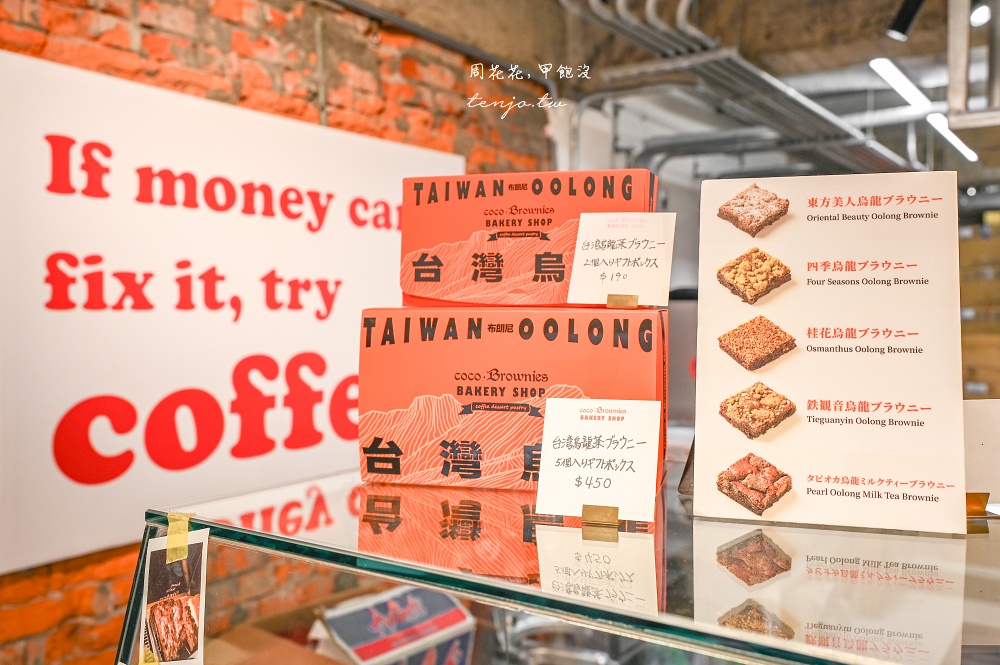 周花花,甲飽沒
tenjo.tw
If money can
fix it, try
coffe
TAIWAN 布朗尼 OOLONG
coco·Brownies
BAKERY SHOP
coffee dessert pastry
台灣烏
台湾烏龍茶ブラウニー
2個入りギフトボックス
$190
TAIWAN 布朗尼 OOLONG
coco·Brownies
BAKERY SHOP
coffee dessert pastry
台灣烏
coco·Brownies
BAKERY SHOP
台湾烏龍茶ブラウニー
5個入りギフトボックス
$450
東方美人烏龍ブラウニー
Oriental Beauty Oolong Brownie
四季烏龍ブラウニー
Four Seasons Oolong Brownie
桂花烏龍ブラウニー
Osmanthus Oolong Brownie
鉄観音烏龍ブラウニー
Tieguanyin Oolong Brownie
タピオカ烏龍ミルクティーブラウニー
Pearl Oolong Milk Tea Brownie